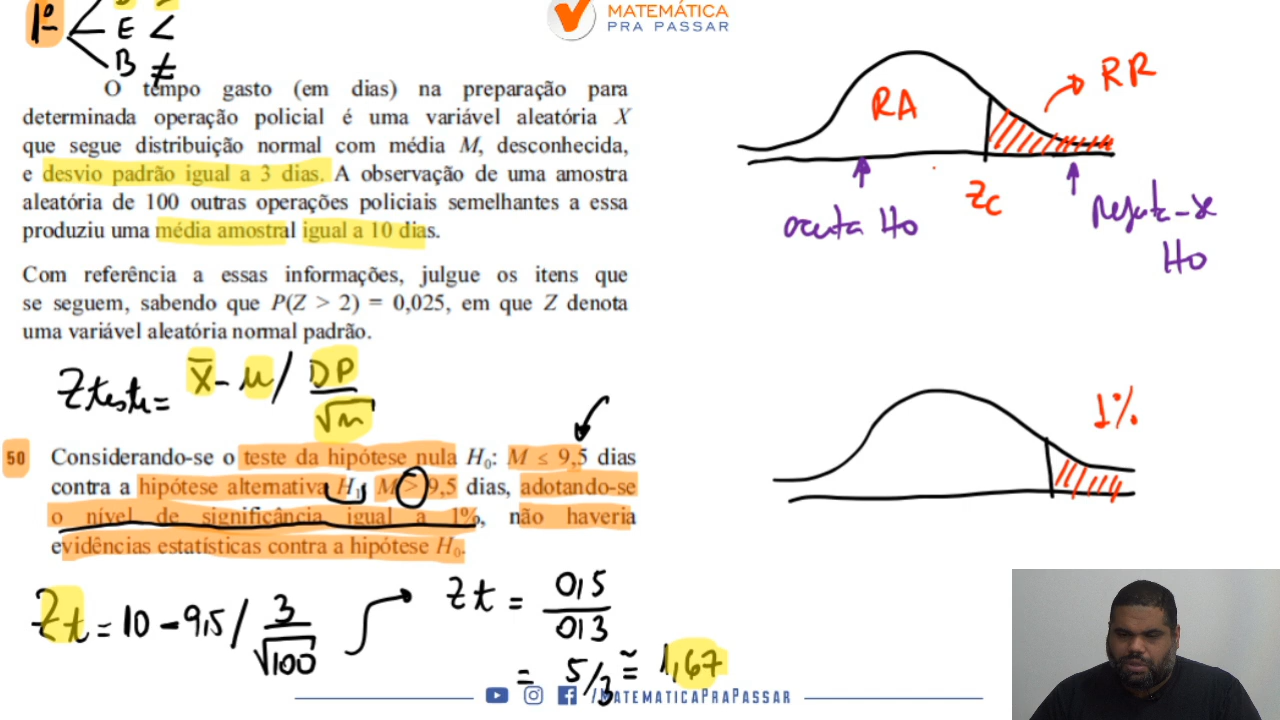 1º
E <
B ≠
MATEMÁTICA
PRA PASSAR
O tempo gasto (em dias) na preparação para
determinada operação policial é uma variável aleatória X
que segue distribuição normal com média M, desconhecida,
e desvio padrão igual a 3 dias. A observação de uma amostra
aleatória de 100 outras operações policiais semelhantes a essa
produziu uma média amostral igual a 10 dias.
Com referência a essas informações, julgue os itens que
se seguem, sabendo que P(Z > 2) = 0,025, em que Z denota
uma variável aleatória normal padrão.
Zteste = X̄ - μ / DP/√n
50 Considerando-se o teste da hipótese nula H₀: M ≤ 9,5 dias
contra a hipótese alternativa H₁: M > 9,5 dias, adotando-se
o nível de significância igual a 1%, não haveria
evidências estatísticas contra a hipótese H₀.
Zt = 10 - 9,5 / 3/√100
Zt = 0,5/0,3
= 5/3 ≅ 1,67
/MATEMATICAPRAPASSAR
RA
RR
Zc
aceita H0
rejeita-se
H0
1%